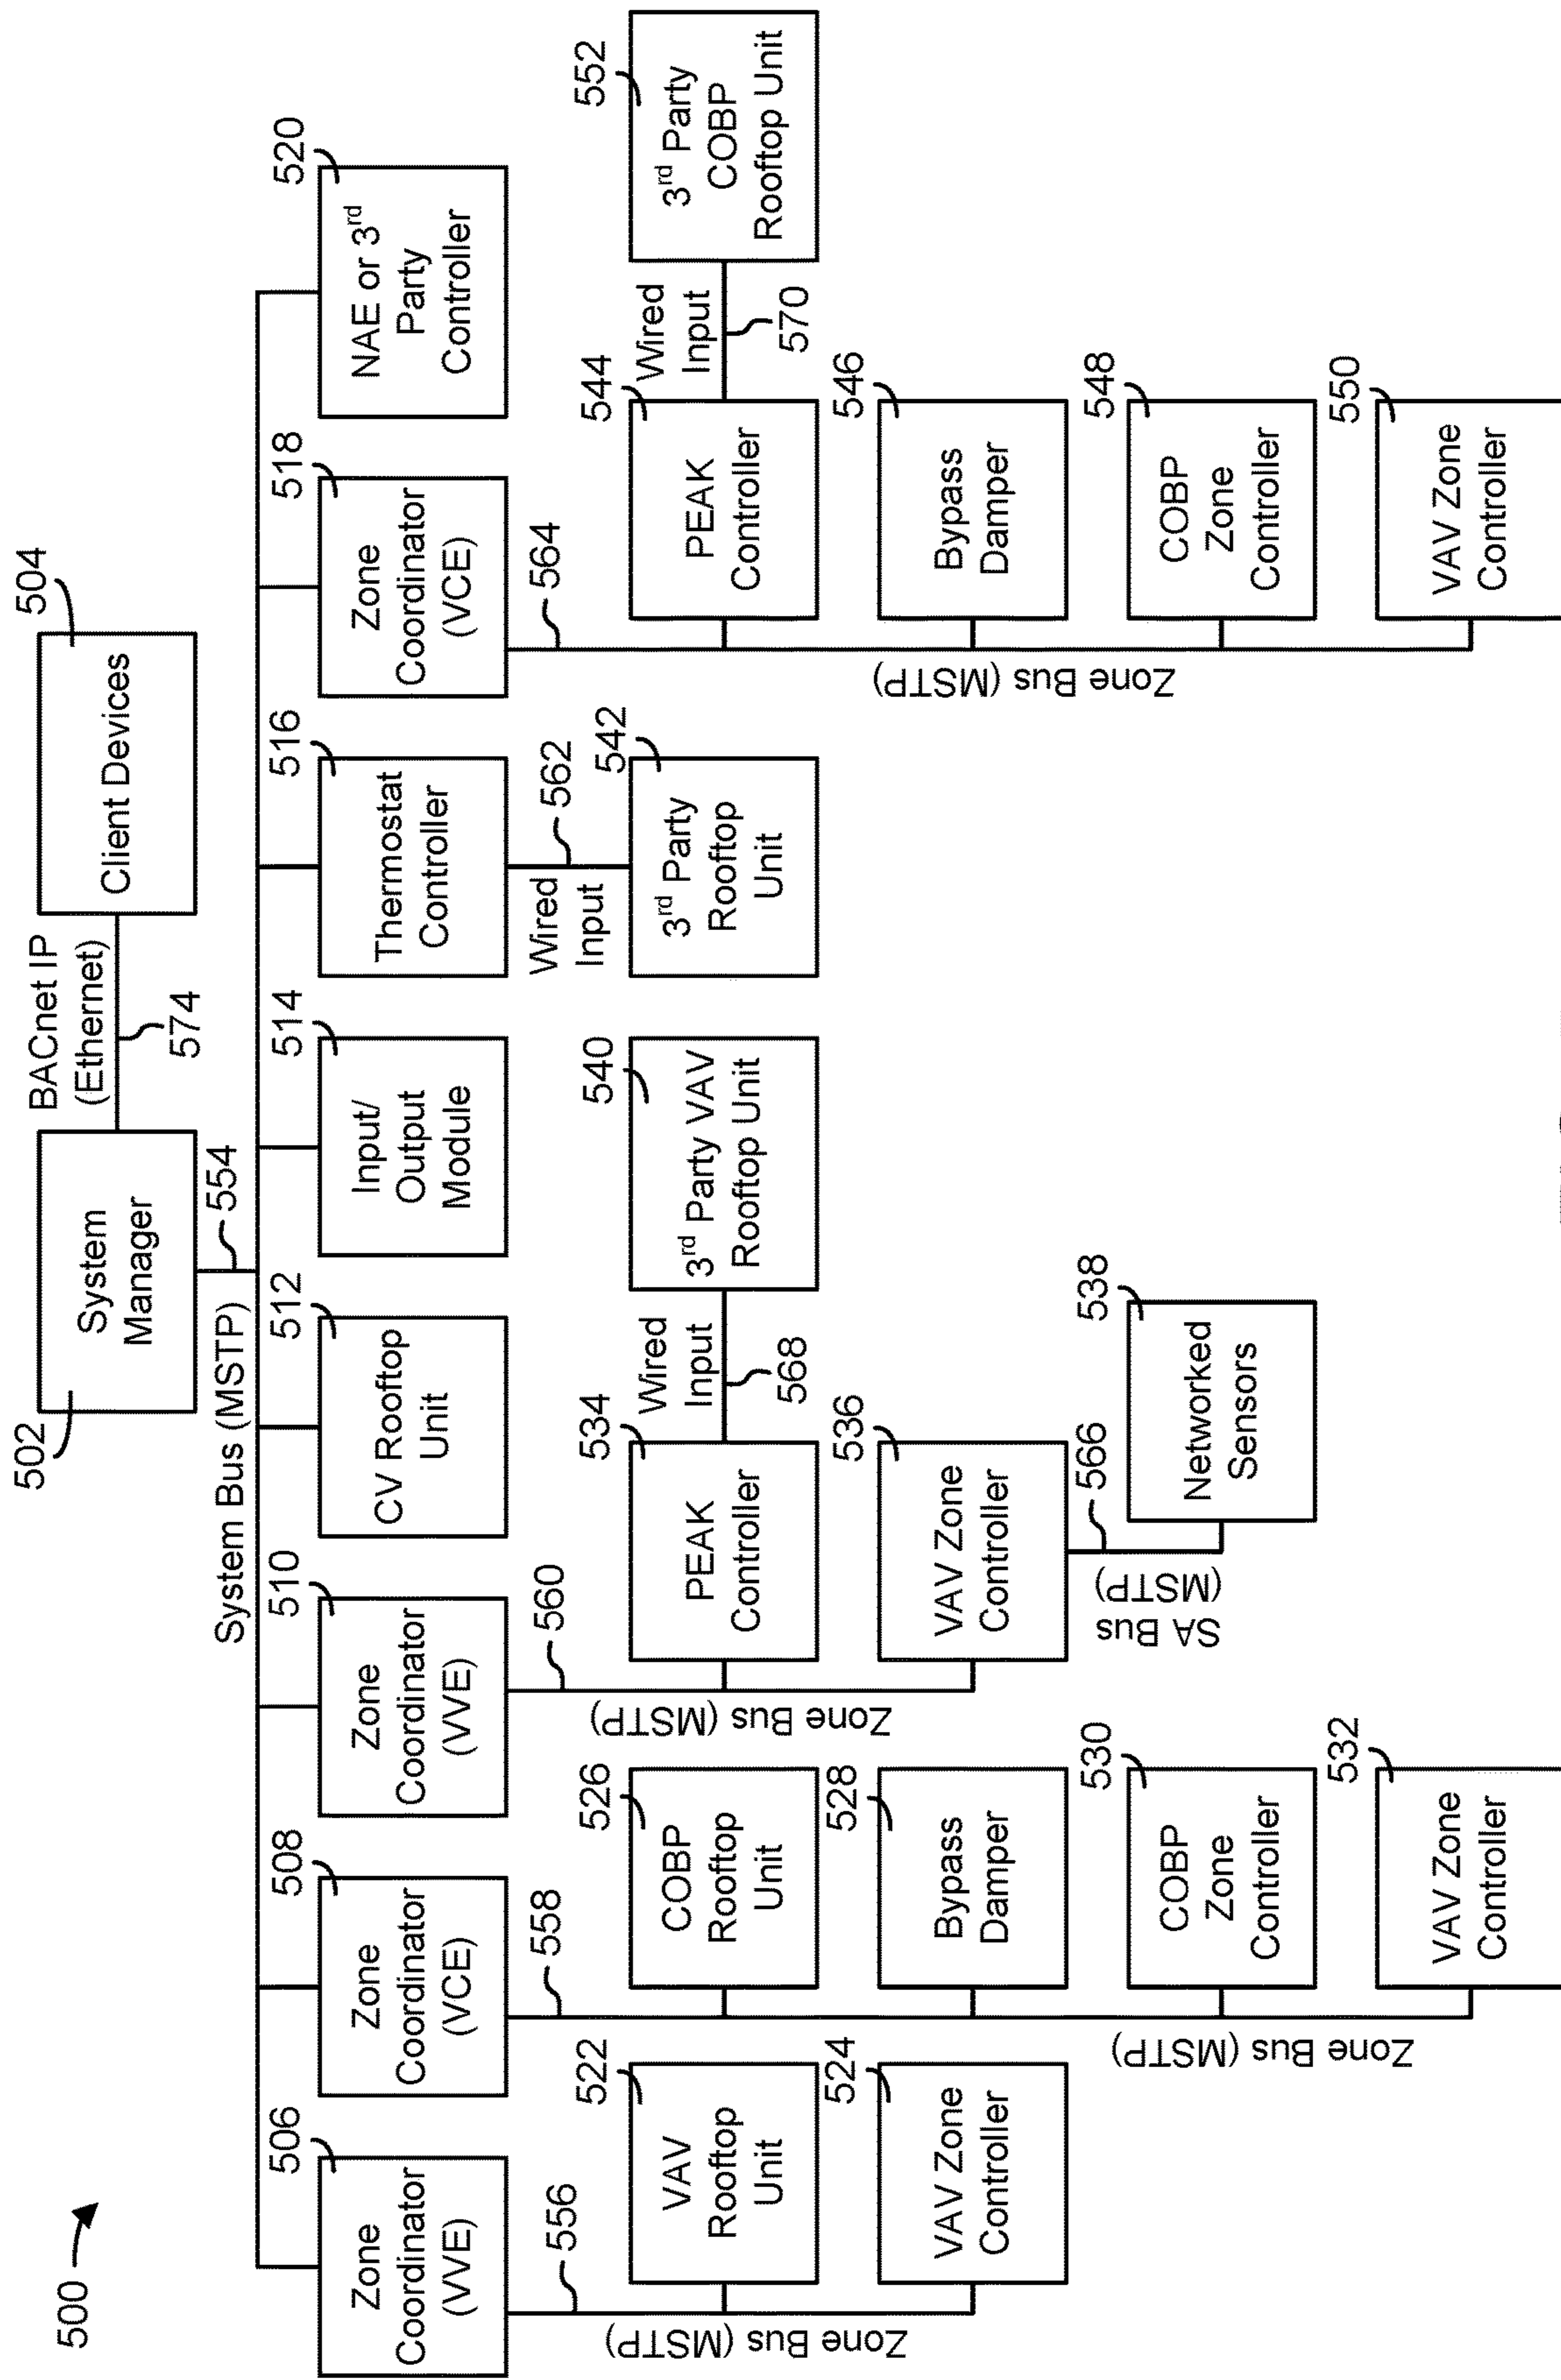 500
502
System
Manager
BACnet IP
(Ethernet)
574
504
Client Devices
System Bus (MSTP)
554
506
Zone
Coordinator
(VVE)
508
Zone
Coordinator
(VCE)
510
Zone
Coordinator
(VVE)
512
CV Rooftop
Unit
514
Input/
Output
Module
516
Thermostat
Controller
518
Zone
Coordinator
(VCE)
520
NAE or 3rd
Party
Controller
556
Zone Bus (MSTP)
522
VAV
Rooftop
Unit
524
VAV Zone
Controller
558
Zone Bus (MSTP)
526
COBP
Rooftop
Unit
528
Bypass
Damper
530
COBP
Zone
Controller
532
VAV Zone
Controller
560
Zone Bus (MSTP)
534
PEAK
Controller
Wired
Input
568
540
3rd Party VAV
Rooftop Unit
536
VAV Zone
Controller
566
SA Bus
(MSTP)
538
Networked
Sensors
Wired
Input
562
542
3rd Party
Rooftop
Unit
564
Zone Bus (MSTP)
544
PEAK
Controller
Wired
Input
570
552
3rd Party
COBP
Rooftop Unit
546
Bypass
Damper
548
COBP
Zone
Controller
550
VAV Zone
Controller